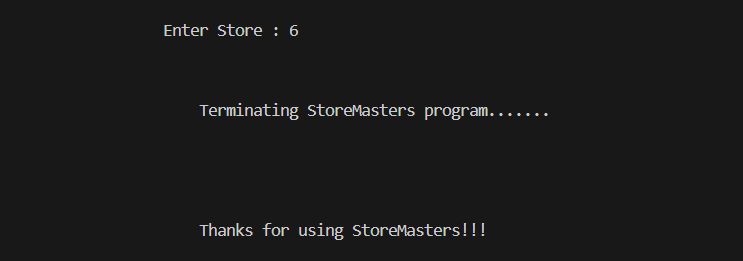 Enter Store : 6
Terminating StoreMasters program.......
Thanks for using StoreMasters!!!